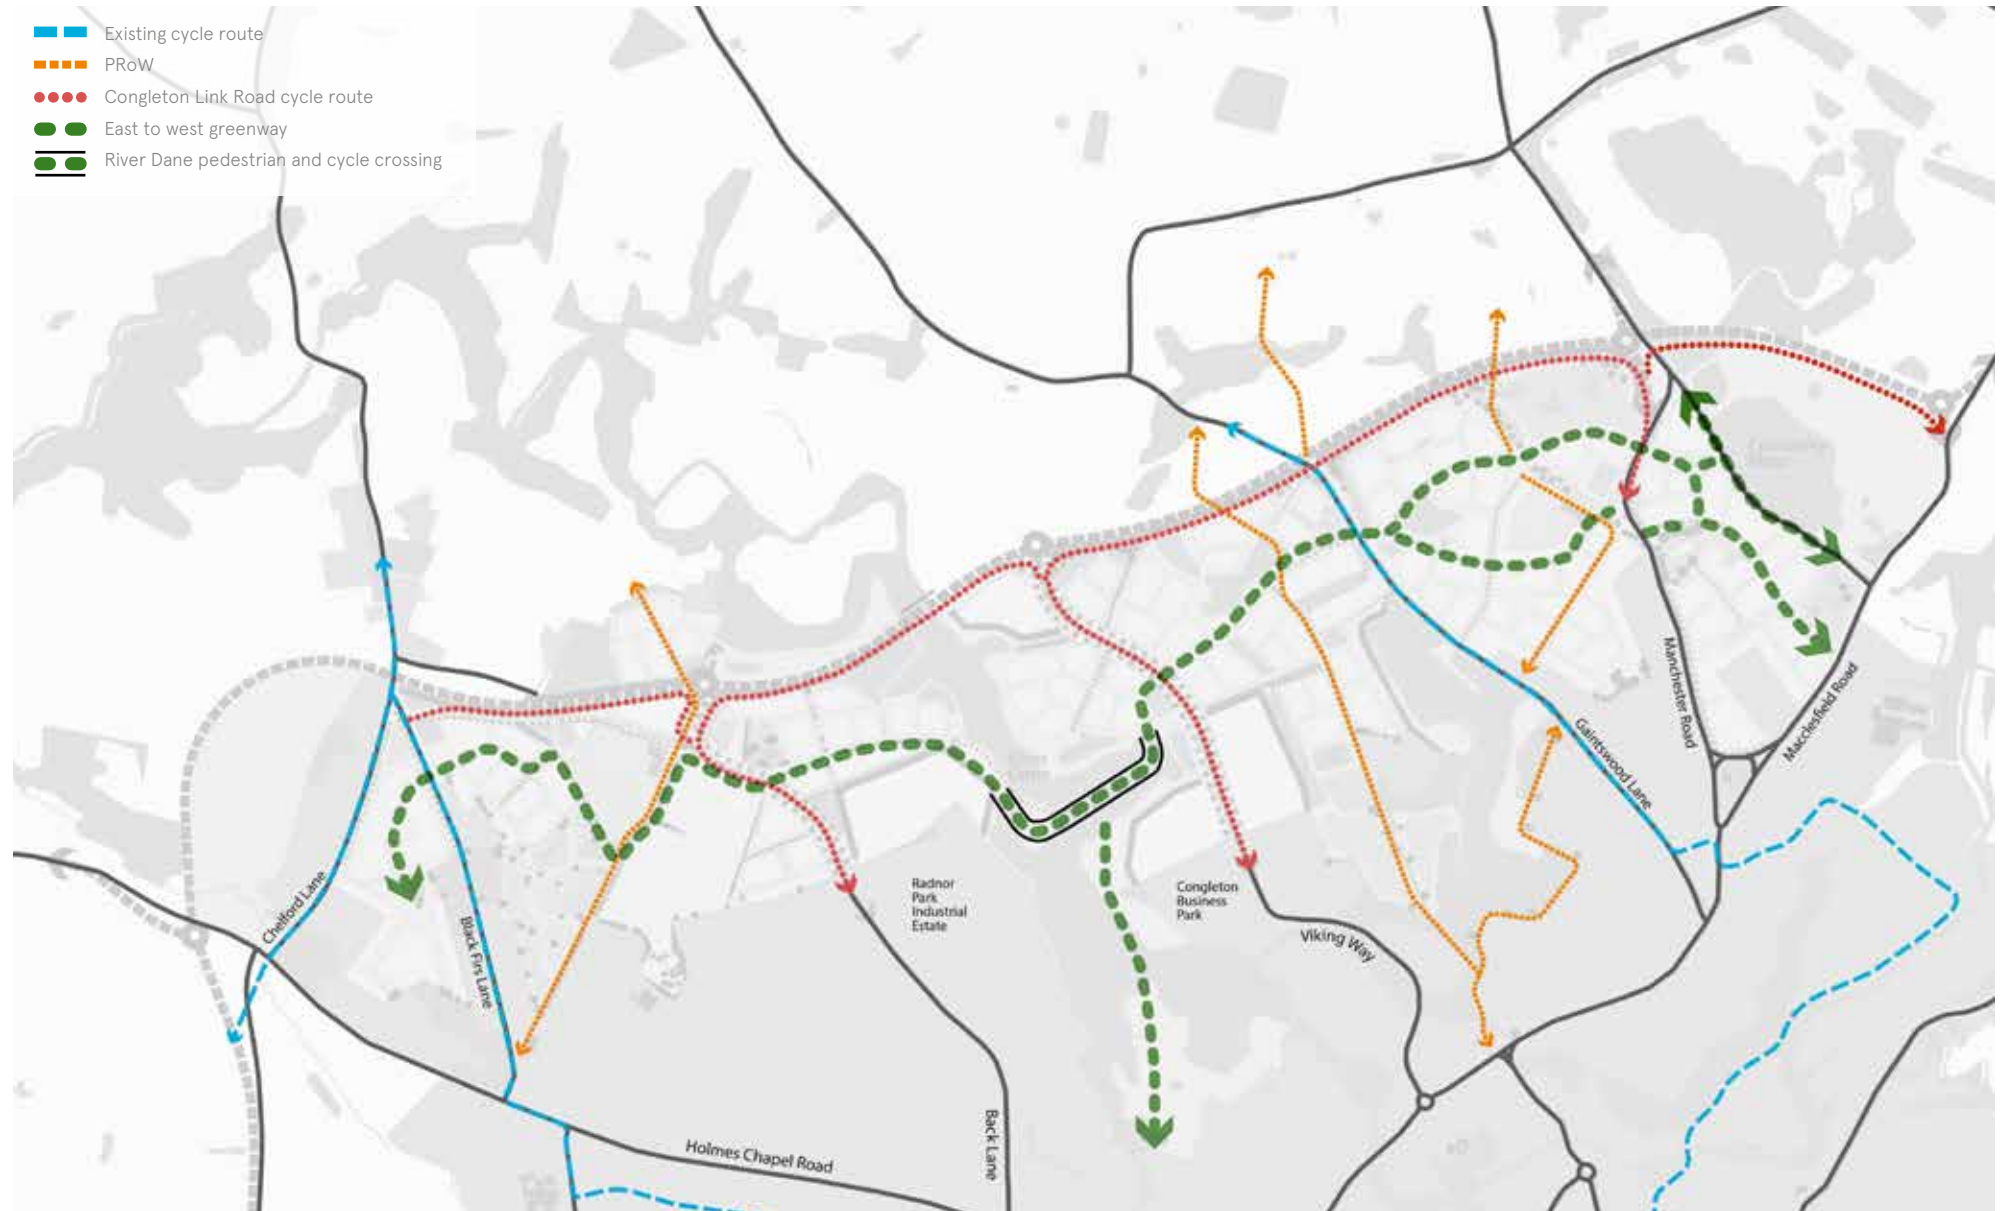 Existing cycle route
PRoW
Congleton Link Road cycle route
East to west greenway
River Dane pedestrian and cycle crossing
Manchester Road
Macclesfield Road
Gaintswood Lane
Chelford Lane
Black Firs Lane
Radnor
Park
Industrial
Estate
Congleton
Business
Park
Viking Way
Back Lane
Holmes Chapel Road